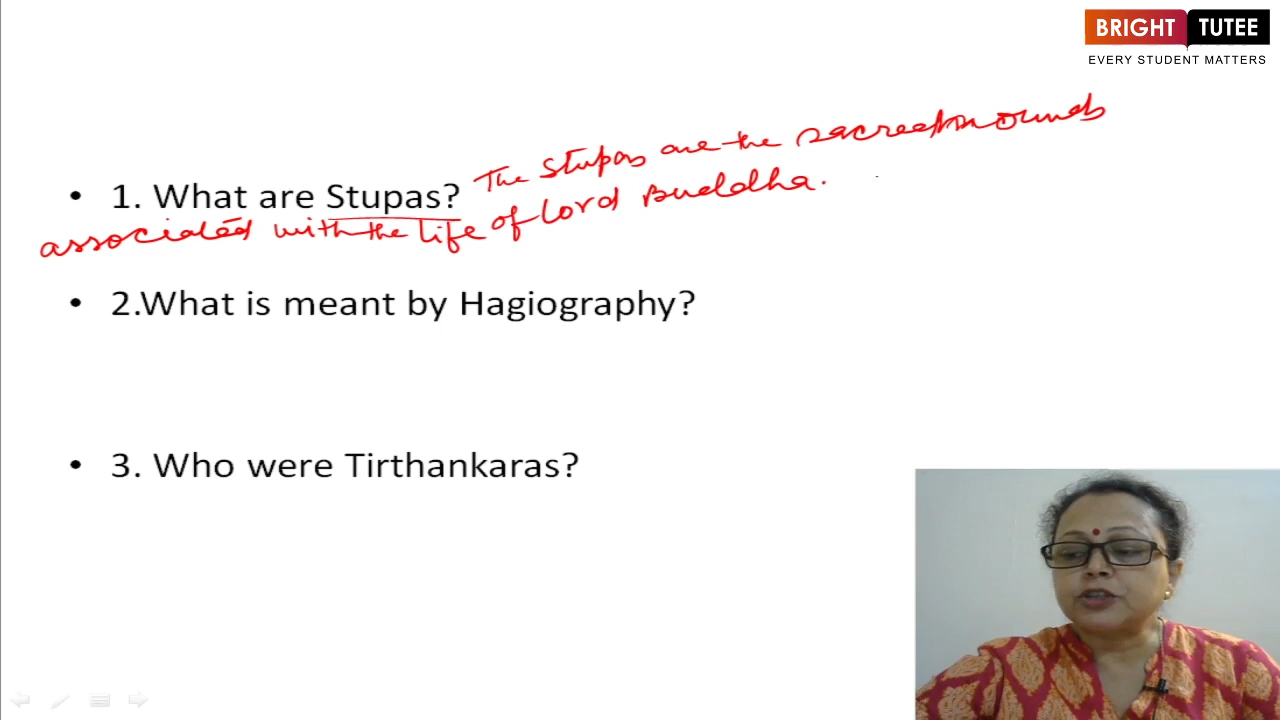 BRIGHT TUTEE
EVERY STUDENT MATTERS
The Stupas are the sacred mounds
• 1. What are Stupas?
associated with the life of Lord Buddha.
• 2.What is meant by Hagiography?
• 3. Who were Tirthankaras?